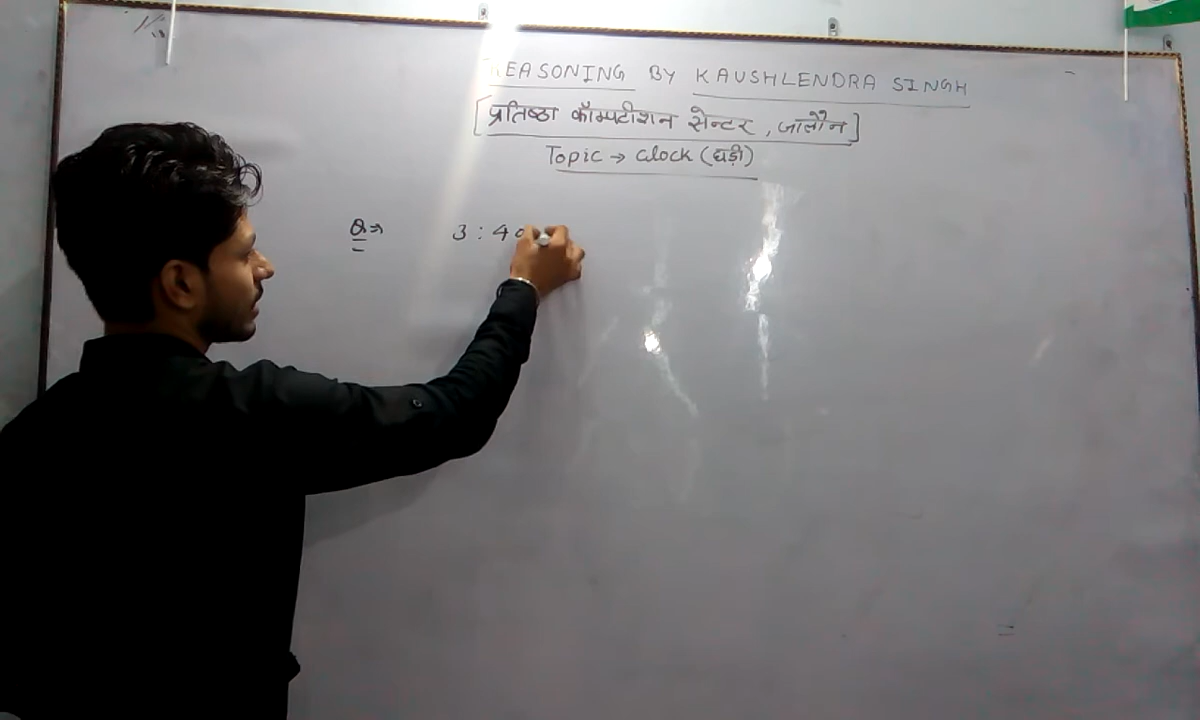 REASONING BY KAUSHLENDRA SINGH
[प्रतिष्ठा कॉम्पटीशन सेन्टर, जालौन]
Topic → Clock (घड़ी)
Q⇒ 3:40